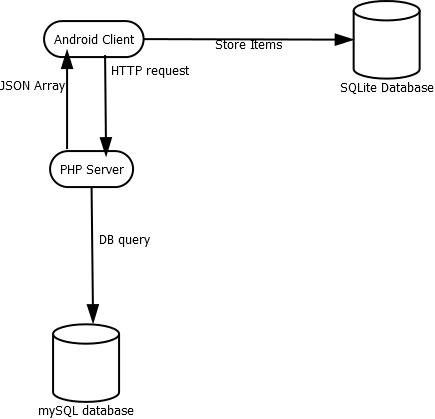 Android Client
Store Items
SQLite Database
HTTP request
JSON Array
PHP Server
DB query
mySQL database